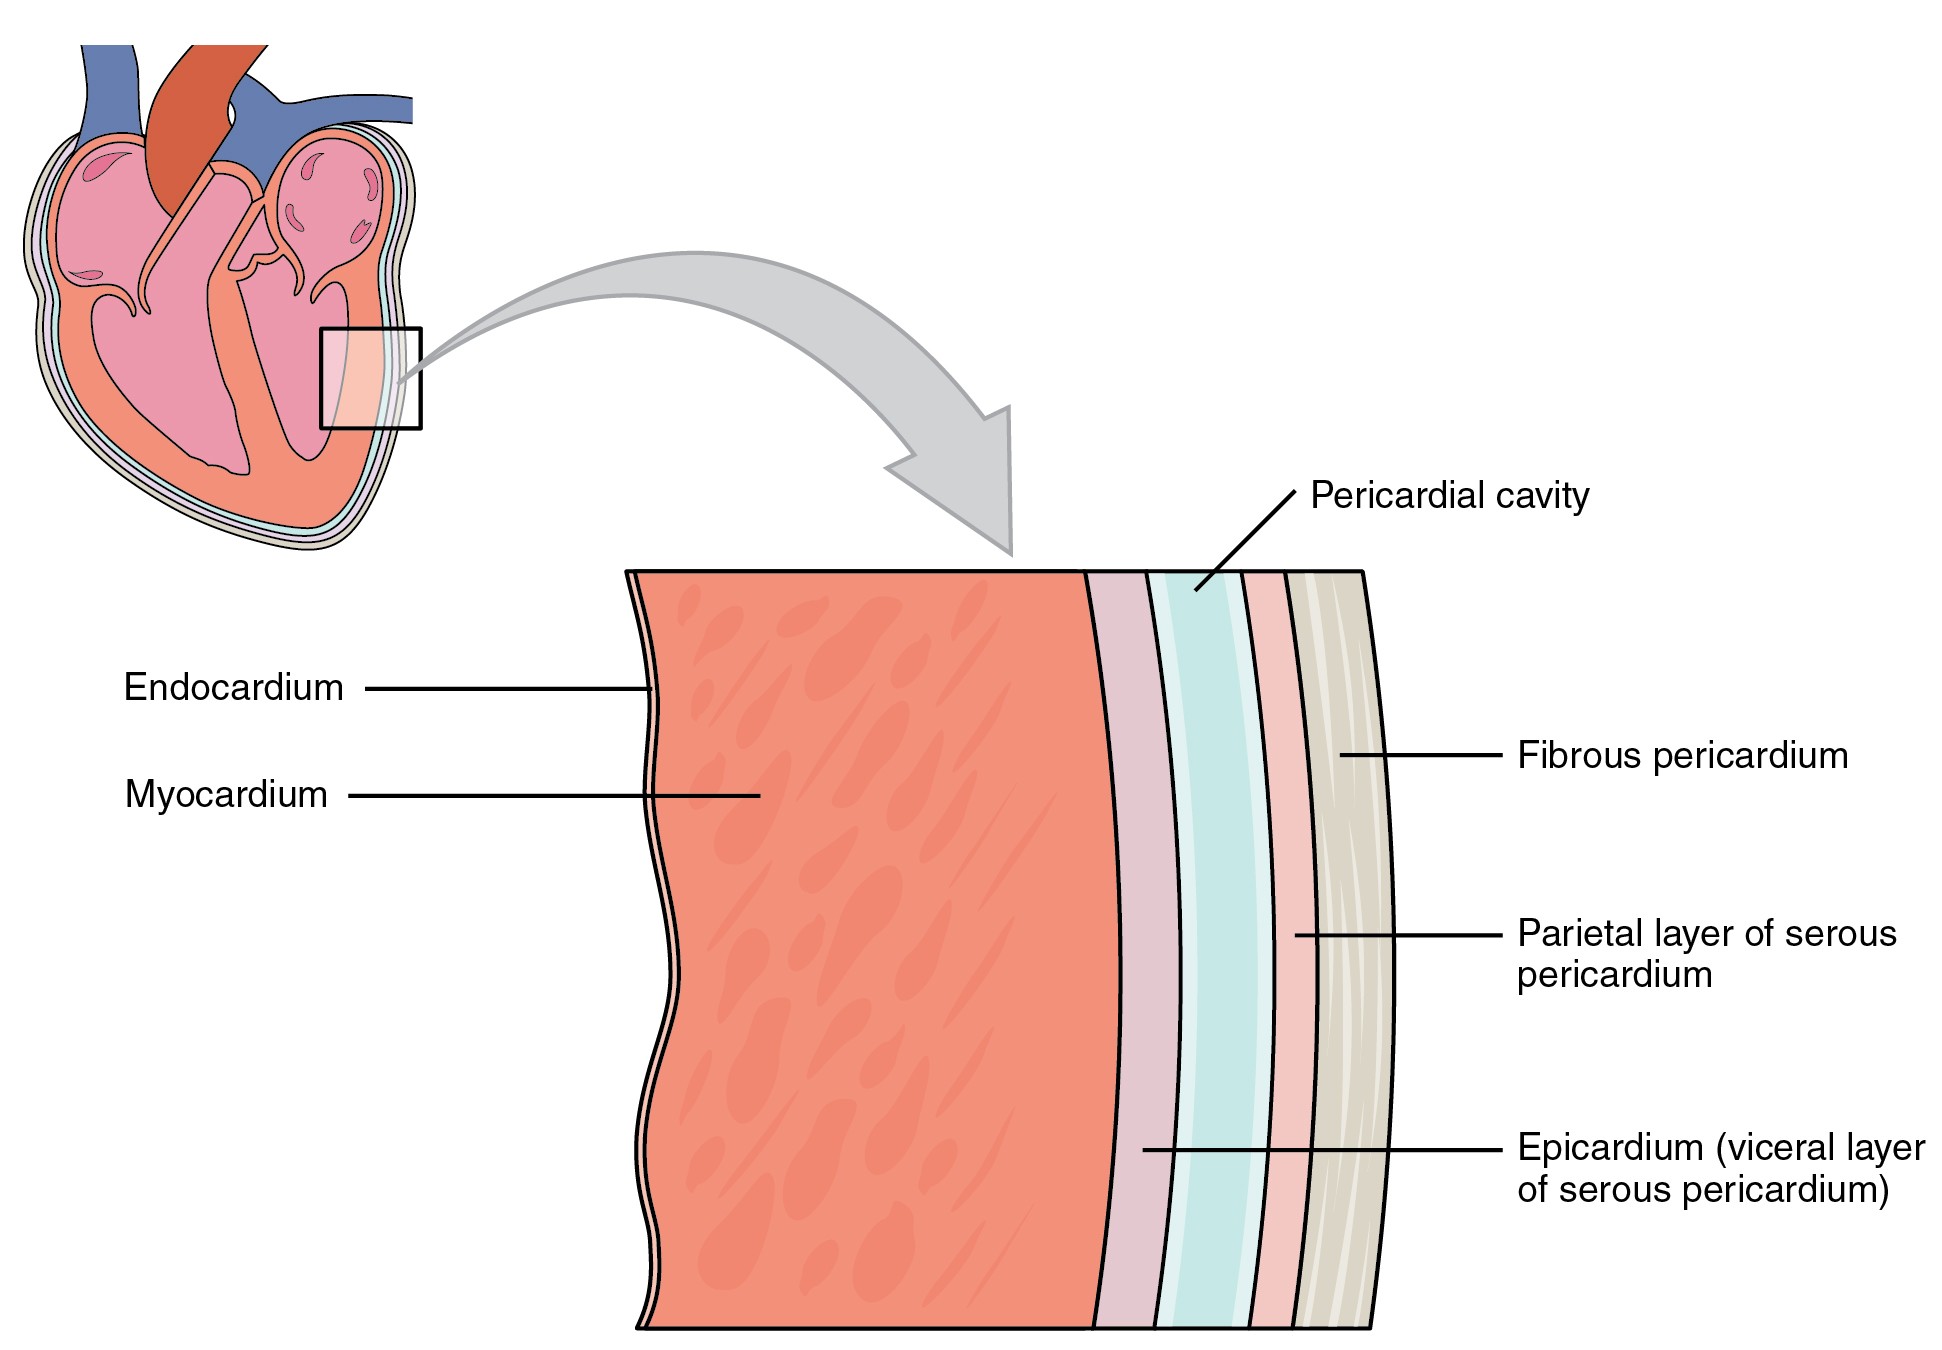 Pericardial cavity
Endocardium
Fibrous pericardium
Myocardium
Parietal layer of serous
pericardium
Epicardium (viceral layer
of serous pericardium)